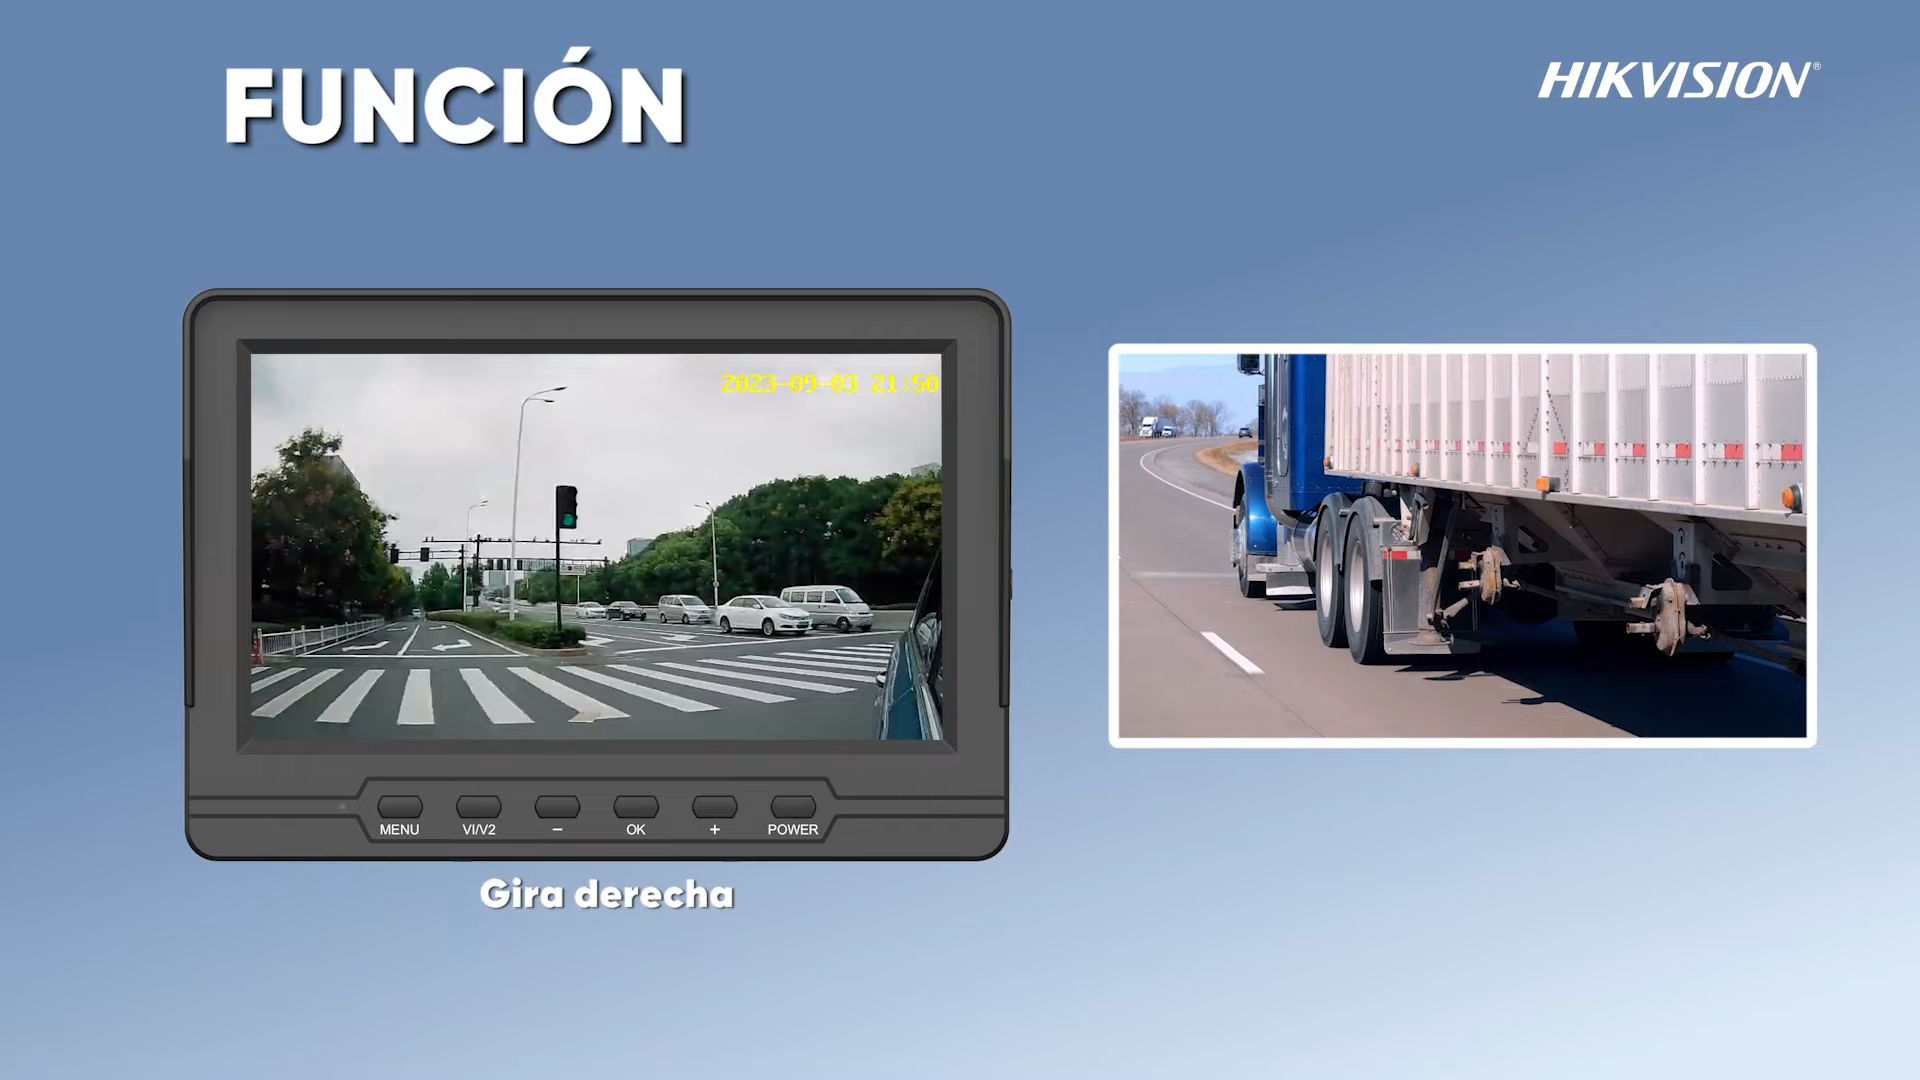 FUNCIÓN
HIKVISION®
2023-09-03 21:50
MENU
VI/V2
−
OK
+
POWER
Gira derecha